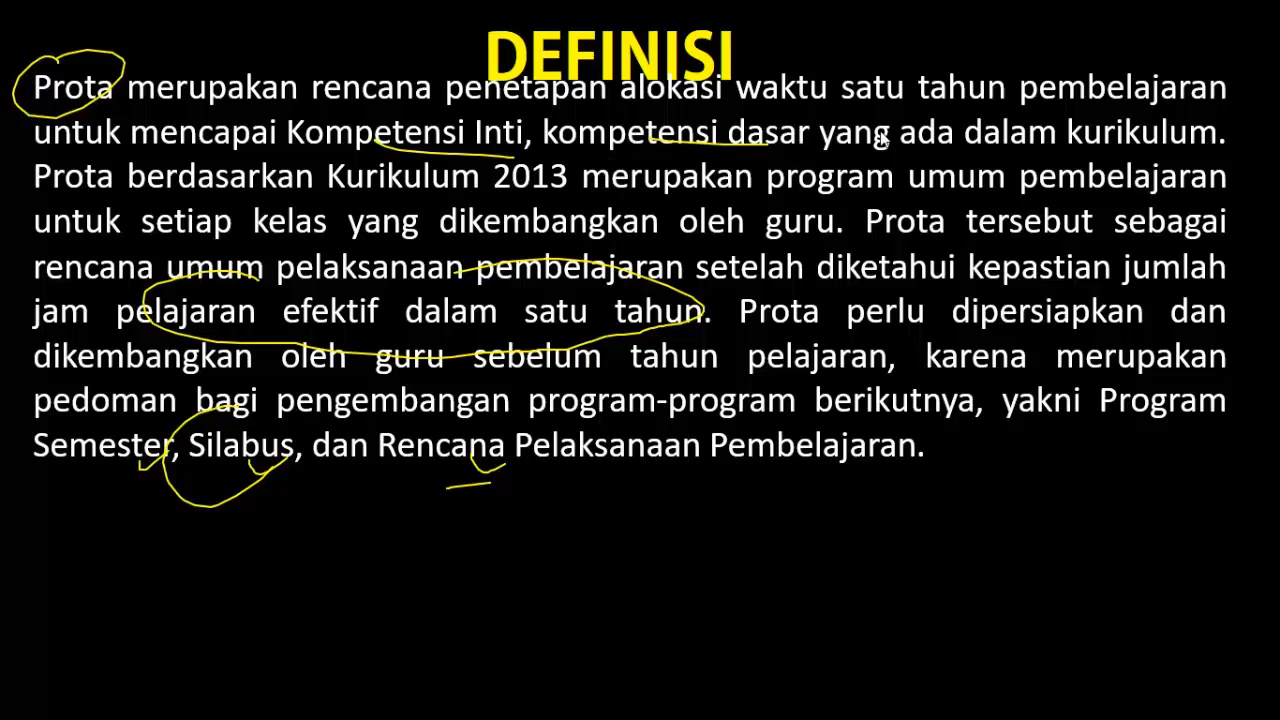 DEFINISI
Prota merupakan rencana penetapan alokasi waktu satu tahun pembelajaran
untuk mencapai Kompetensi Inti, kompetensi dasar yang ada dalam kurikulum.
Prota berdasarkan Kurikulum 2013 merupakan program umum pembelajaran
untuk setiap kelas yang dikembangkan oleh guru. Prota tersebut sebagai
rencana umum pelaksanaan pembelajaran setelah diketahui kepastian jumlah
jam pelajaran efektif dalam satu tahun. Prota perlu dipersiapkan dan
dikembangkan oleh guru sebelum tahun pelajaran, karena merupakan
pedoman bagi pengembangan program-program berikutnya, yakni Program
Semester, Silabus, dan Rencana Pelaksanaan Pembelajaran.